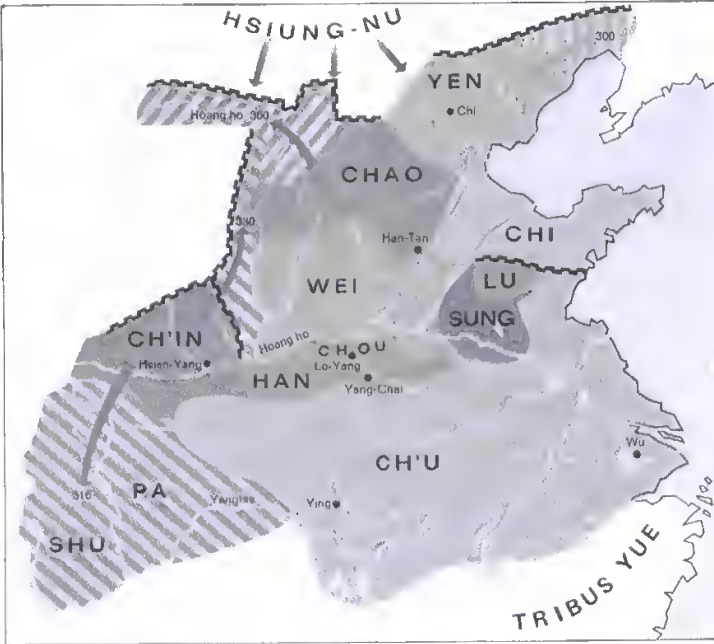 HSIUNG-NU
300
YEN
Chi
Hoang ho 300
CHAO
330
Han-Tan
CHI
WEI
LU
SUNG
CH'IN
Hoang ho
CHOU
Hsien-Yang
Lo-Yang
HAN
Yang-Chai
CH'U
Wu
316
PA
Yangtse
Ying
SHU
TRIBUS YUE